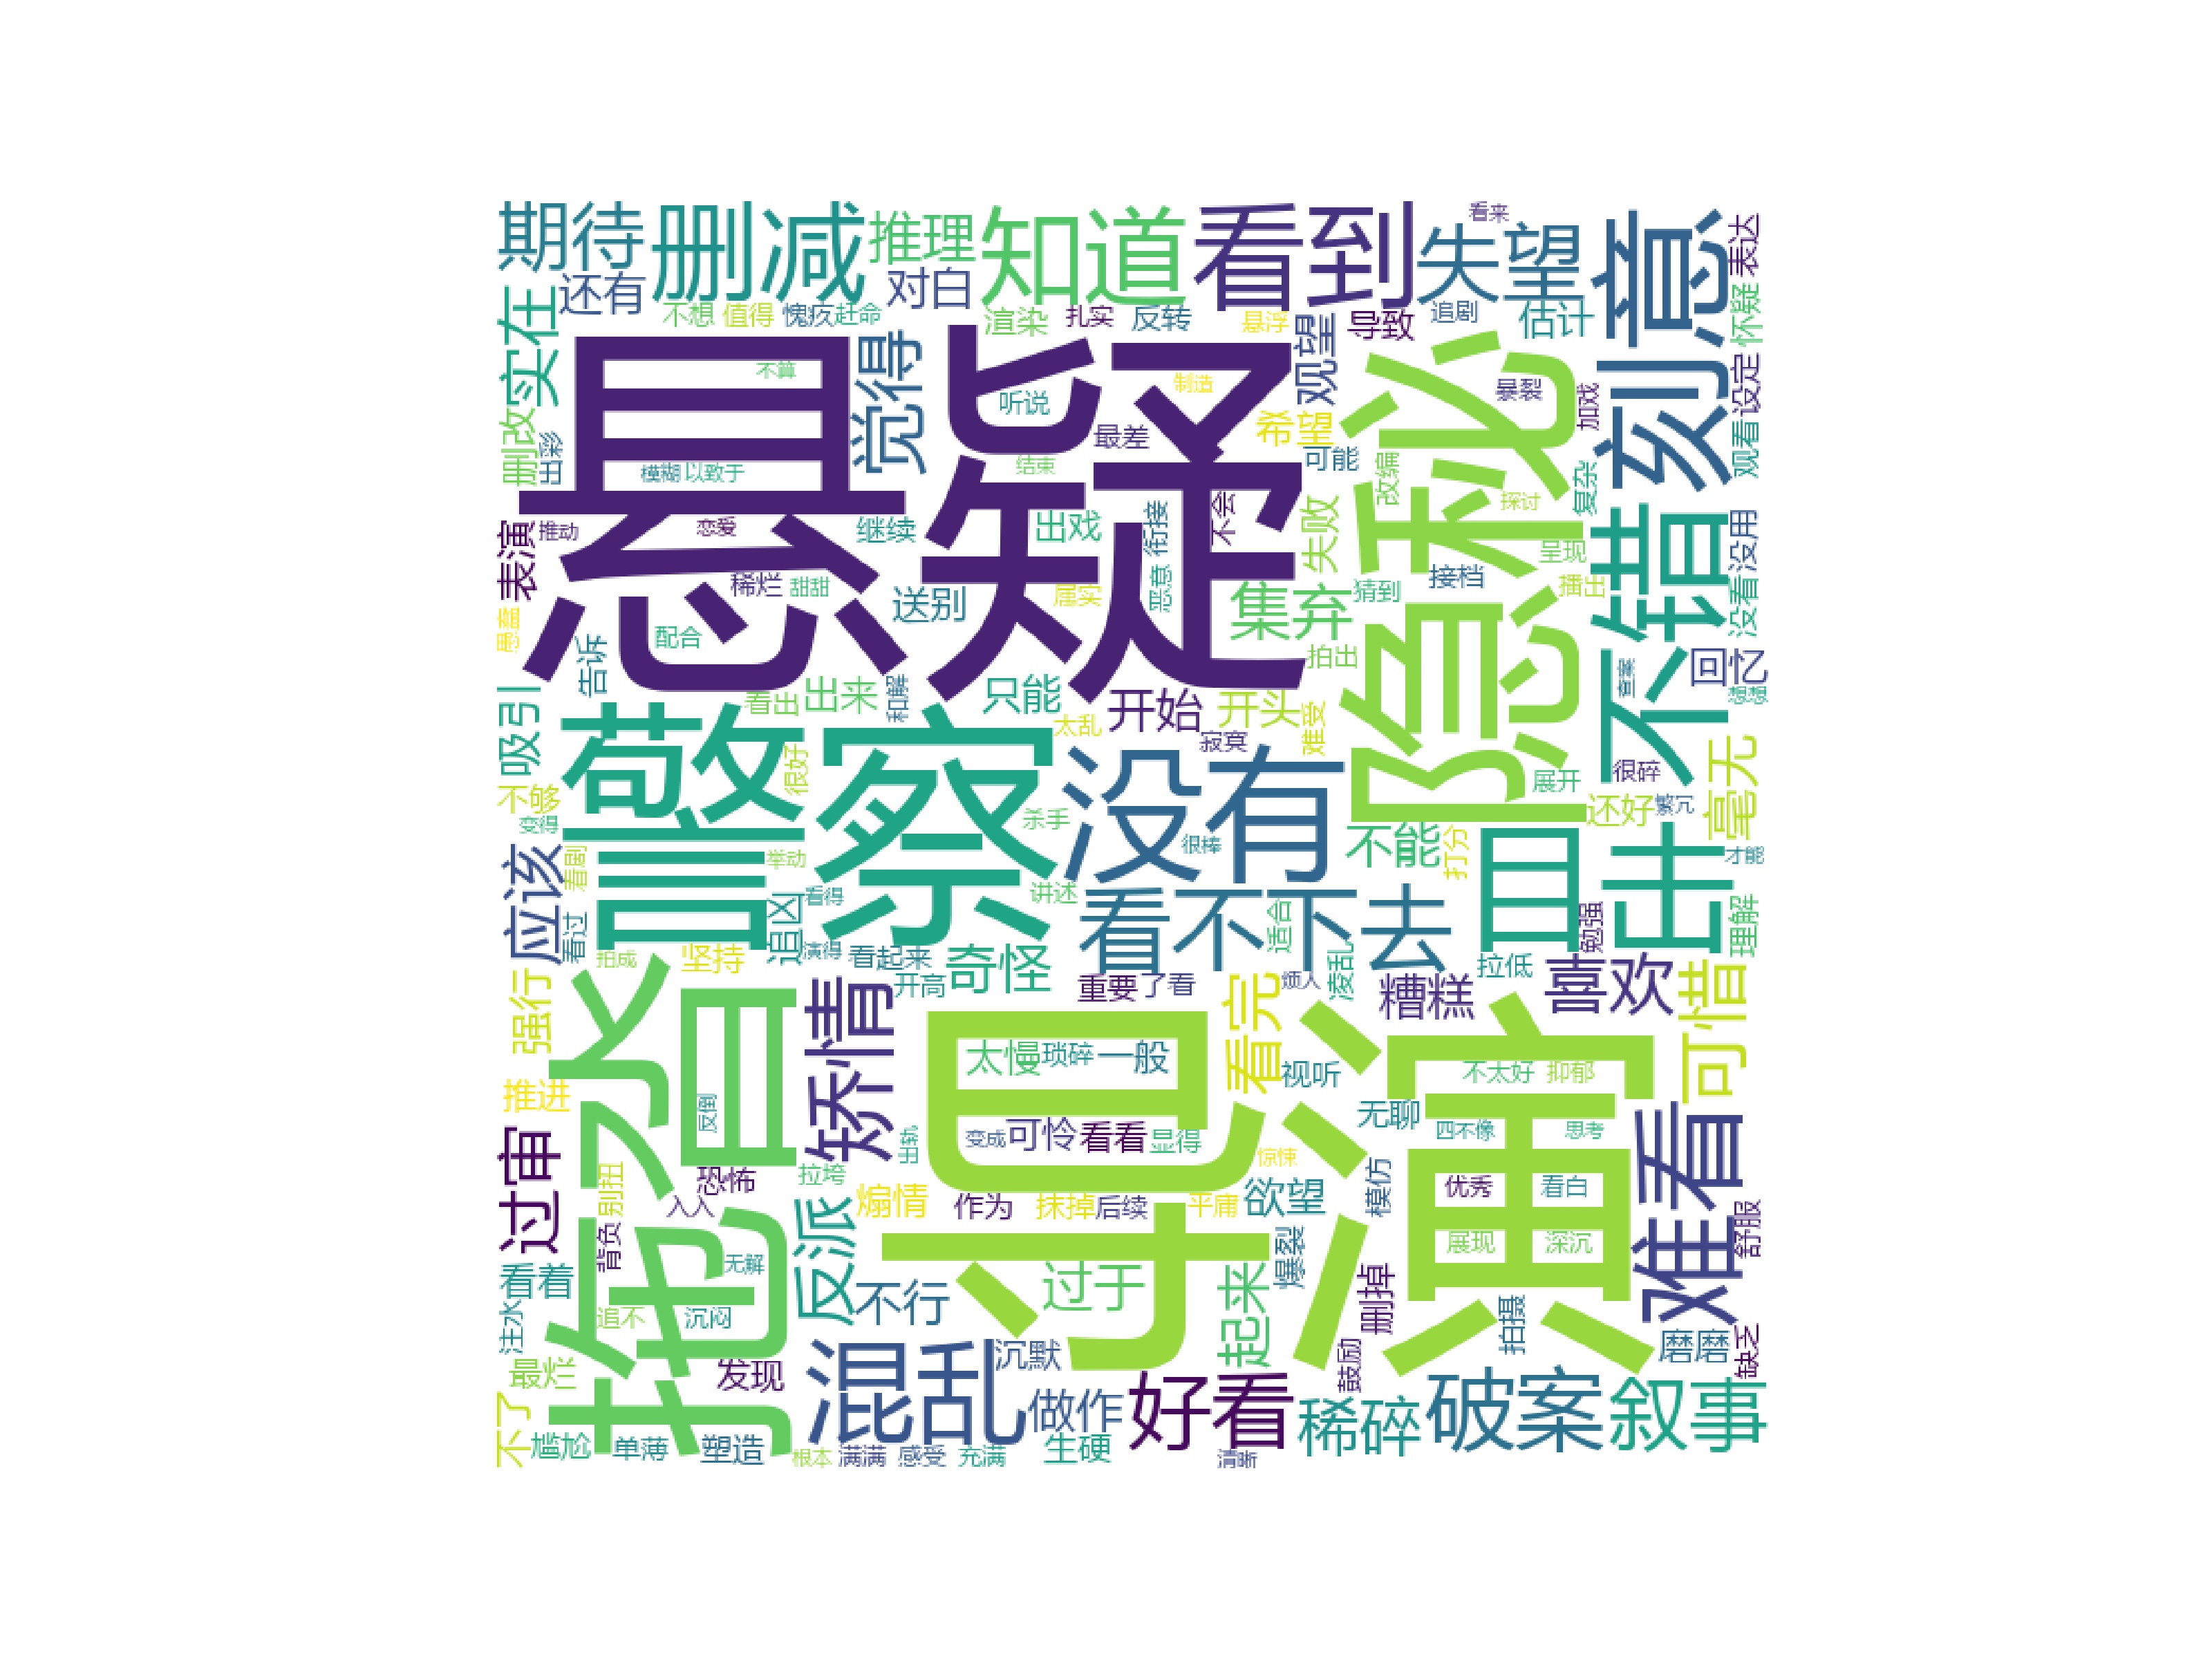 期待
删减
推理
知道
看到
失望
刻意
表达
看来
还有
对白
实在
不想
值得
愧疚
赶命
渲染
扎实
反转
悬浮
观望
导致
追剧
估计
怀疑
悬疑
隐秘
觉得
不算
听说
制造
暴裂
加戏
设定
删改
出彩
最差
希望
可能
改编
复杂
观看
模糊
以致于
结束
探讨
不错
表演
推动
恋爱
继续
出戏
衔接
不会
失败
呈现
没用
稀烂
甜甜
送别
属实
恶意
集弃
猜到
接档
播出
没看
愚蠢
告诉
配合
拍出
查案
回忆
想想
吸引
看出
出来
和解
只能
开始
开头
难受
太乱
寂寞
警察
很好
没有
展开
很碎
毫无
不够
变得
杀手
很棒
不能
还好
繁冗
应该
看剧
举动
打分
才能
看过
追凶
看得
讲述
看不下去
适合
勉强
理解
拍成
坚持
演得
看起来
奇怪
凌乱
拉低
喜欢
强行
开高
重要
了看
烦人
糟糕
可惜
矫情
导演
看完
太慢
琐碎
一般
视听
不太好
抑郁
推进
反倒
变成
可怜
看看
显得
无聊
四不像
思考
难看
过审
出轨
别扭
恐怖
拉垮
惊悚
模仿
优秀
看白
入入
反派
煽情
作为
抹掉
后续
平庸
欲望
舒服
背负
展现
深沉
看着
无解
不行
过于
起来
爆裂
删掉
注水
追不
沉闷
拍摄
磨磨
缺乏
拖沓
混乱
沉默
鼓励
最烂
发现
做作
好看
稀碎
破案
叙事
不了
尴尬
单薄
塑造
根本
满满
感受
充满
生硬
清晰